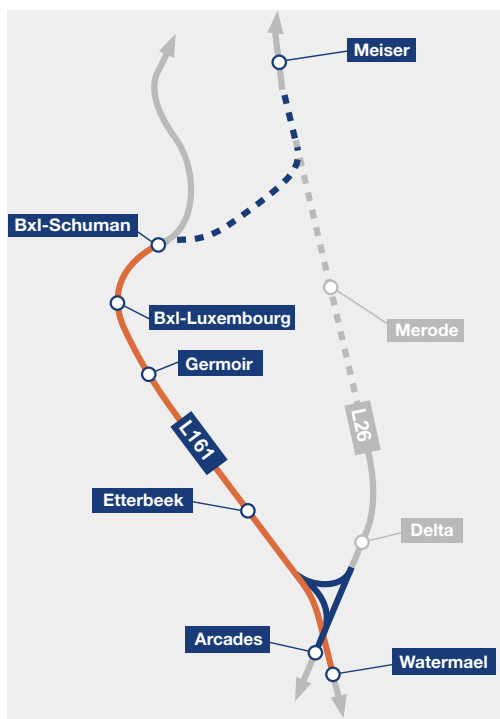 Meiser
Bxl-Schuman
Bxl-Luxembourg
Merode
Germoir
L26
L161
Etterbeek
Delta
Arcades
Watermael